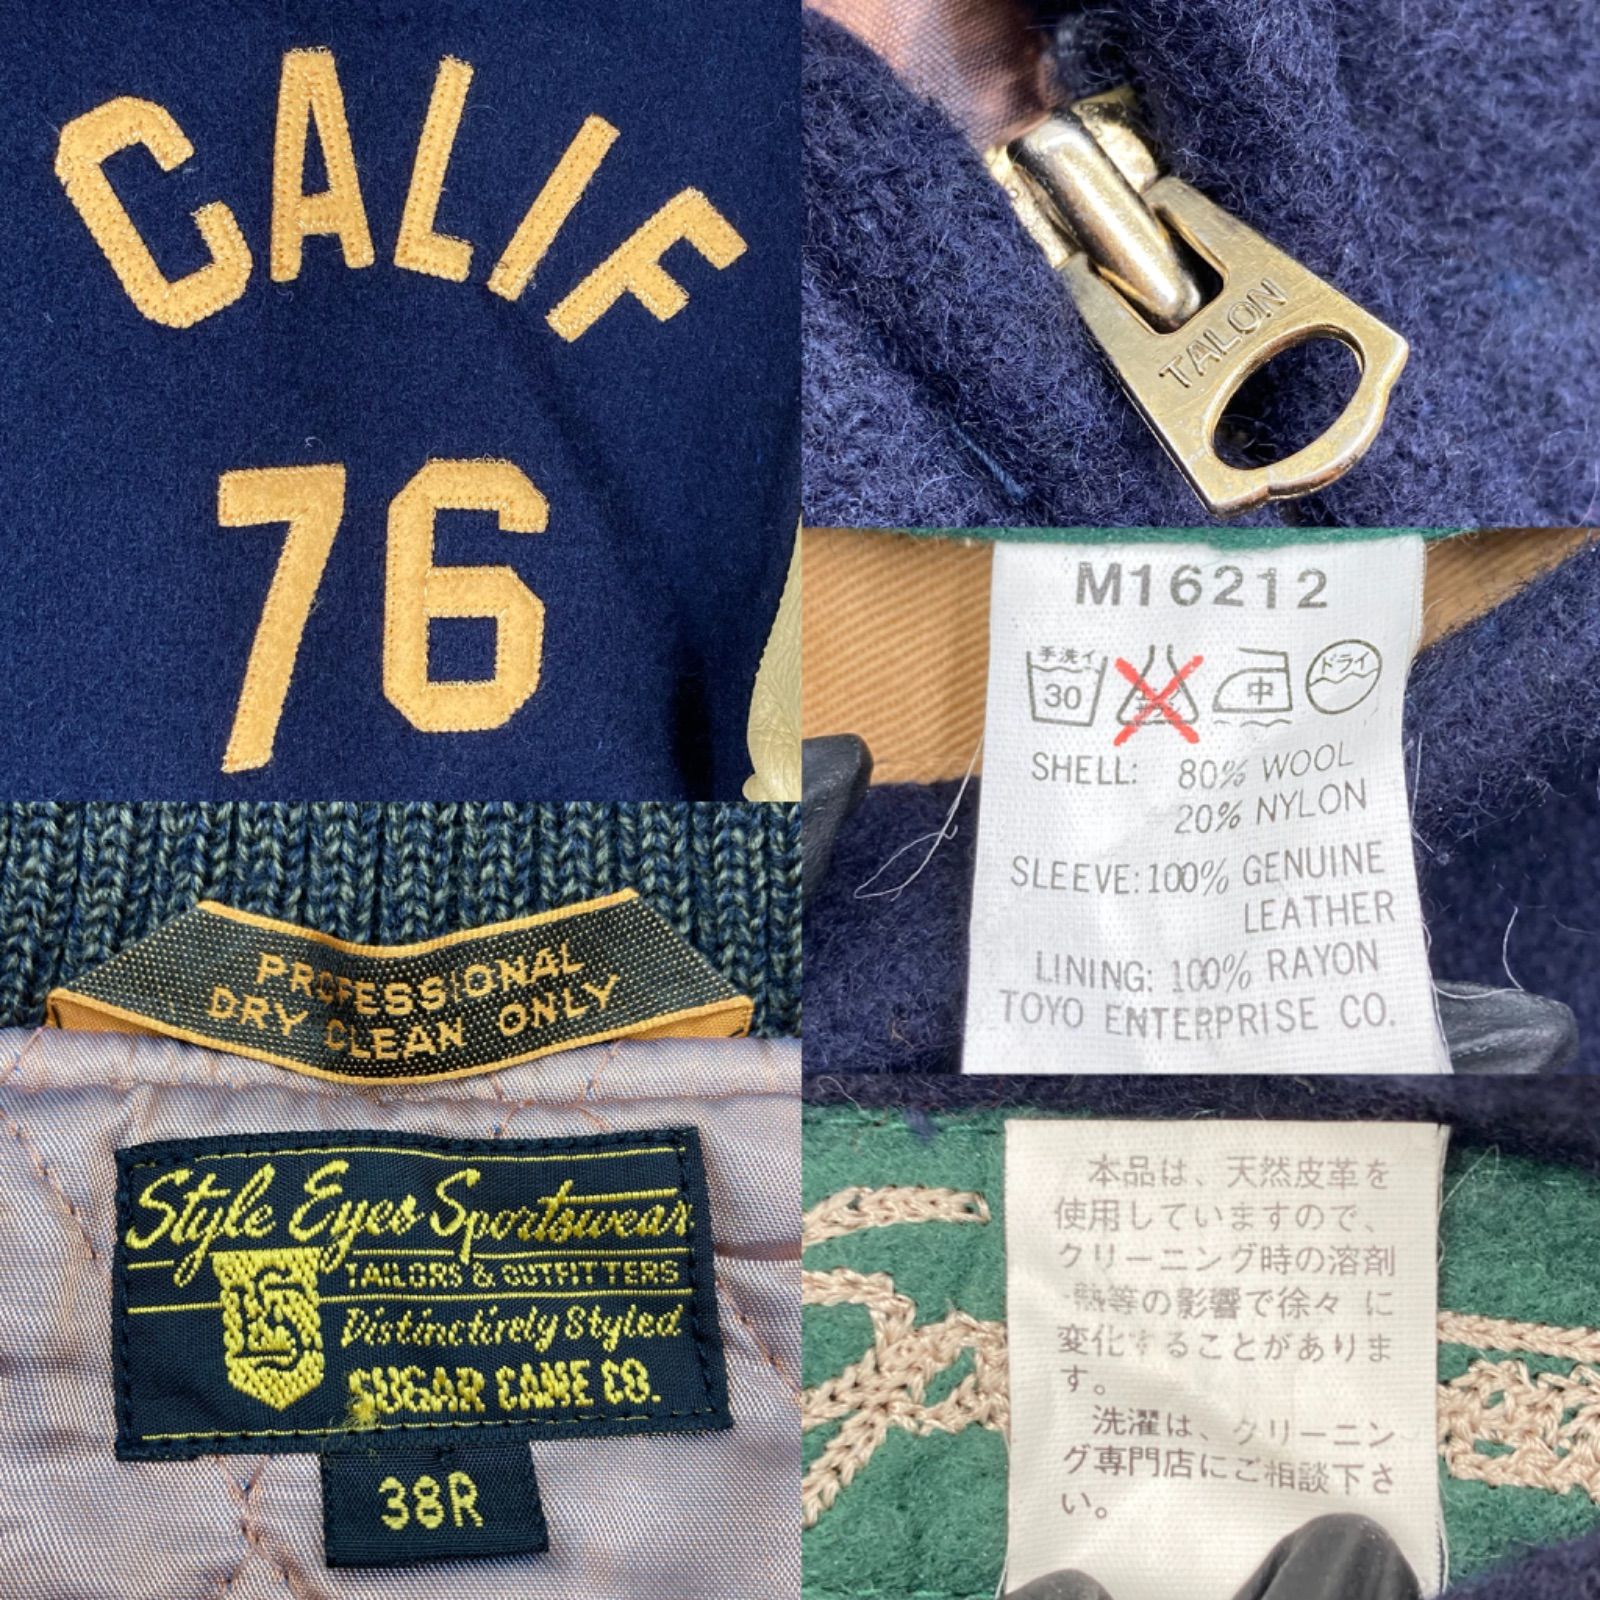 CALIF
76
TALON
M16212
手洗イ
30
中
ドライ
SHELL: 80% WOOL
20% NYLON
SLEEVE: 100% GENUINE
LEATHER
LINING: 100% RAYON
TOYO ENTERPRISE CO.
PROFESSIONAL
DRY CLEAN ONLY
Style Eyes Sportswear
TAILORS & OUTFITTERS
Distinctirely Styled
SUGAR CANE CO.
38R
本品は、天然皮革を
使用していますので、
クリーニング時の溶剤
熱等の影響で徐々に
変化することがありま
す。
洗濯は、クリーニン
グ専門店にご相談下さ
い。